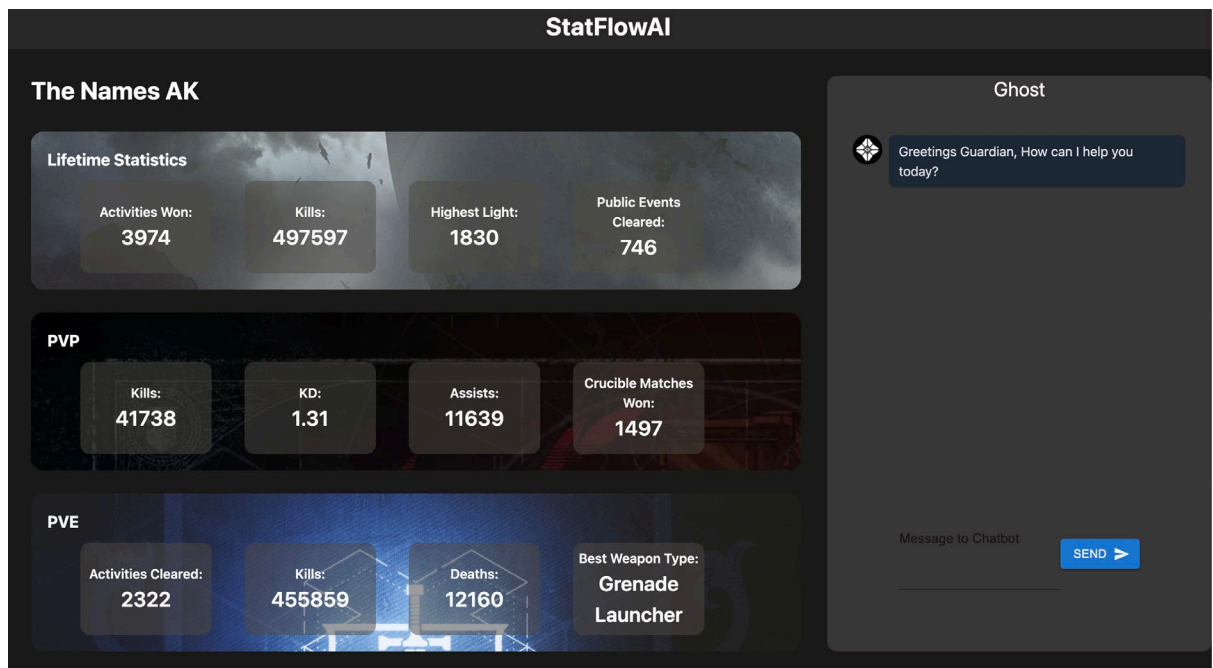 StatFlowAI
The Names AK
Lifetime Statistics
Activities Won:
3974
Kills:
497597
Highest Light:
1830
Public Events
Cleared:
746
PVP
Kills:
41738
KD:
1.31
Assists:
11639
Crucible Matches
Won:
1497
PVE
Activities Cleared:
2322
Kills:
455859
Deaths:
12160
Best Weapon Type:
Grenade
Launcher
Ghost
Greetings Guardian, How can I help you
today?
Message to Chatbot
SEND